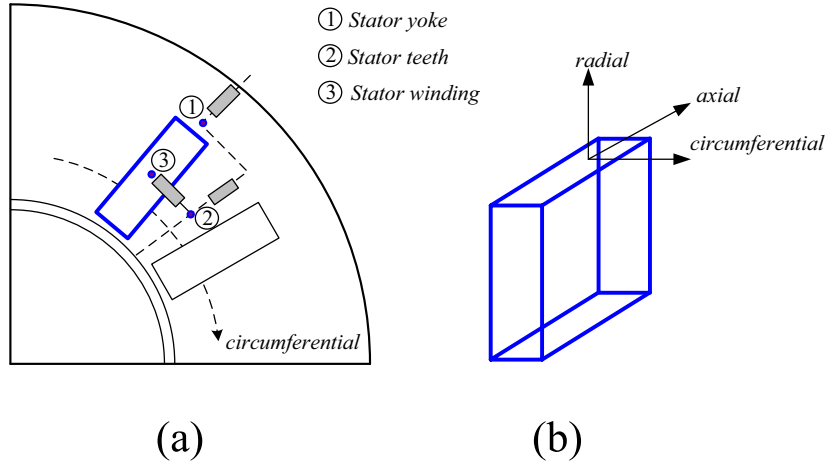 ① Stator yoke
② Stator teeth
③ Stator winding
①
③
②
circumferential
radial
axial
circumferential
(a)
(b)